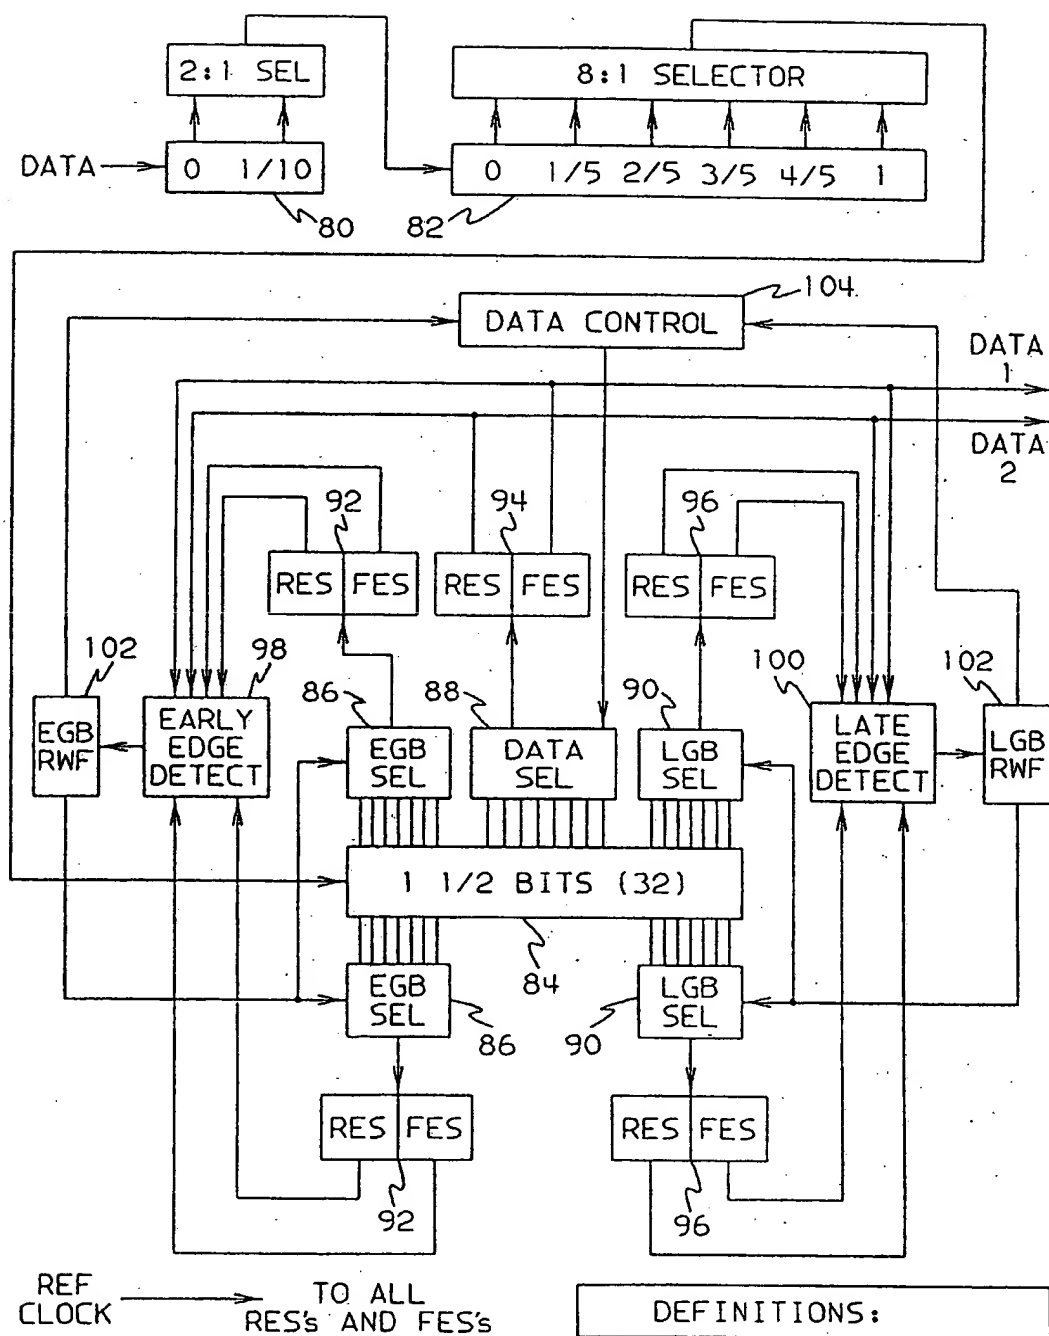 2:1 SEL
8:1 SELECTOR
DATA
0 1/10
0 1/5 2/5 3/5 4/5 1
80
82
104
DATA CONTROL
DATA
1
DATA
2
92
94
96
RES FES
RES FES
RES FES
102
98
100
102
86
88
90
EGB
RWF
EARLY
EDGE
DETECT
EGB
SEL
DATA
SEL
LGB
SEL
LATE
EDGE
DETECT
LGB
RWF
1 1/2 BITS (32)
84
EGB
SEL
86
LGB
SEL
90
RES FES
92
RES FES
96
REF
CLOCK
TO ALL
RES's AND FES's
DEFINITIONS: